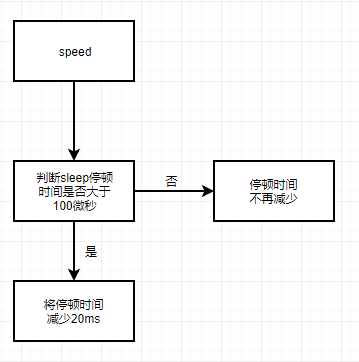 speed
判断sleep停顿
时间是否大于
100微秒
否
停顿时间
不再减少
是
将停顿时间
减少20ms